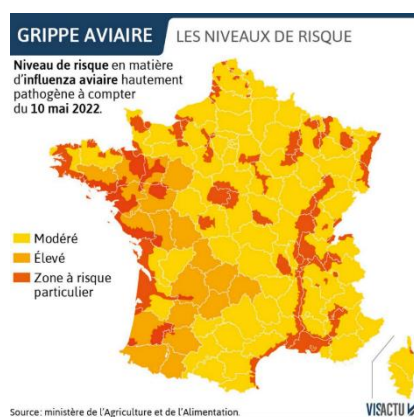 GRIPPE AVIAIRE LES NIVEAUX DE RISQUE
Niveau de risque en matière
d'influenza aviaire hautement
pathogène à compter
du 10 mai 2022.
Modéré
Élevé
Zone à risque
particulier
Source: ministère de l'Agriculture et de l'Alimentation.
VISACTU